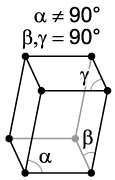 α ≠ 90°
β,γ = 90°
γ
β
α